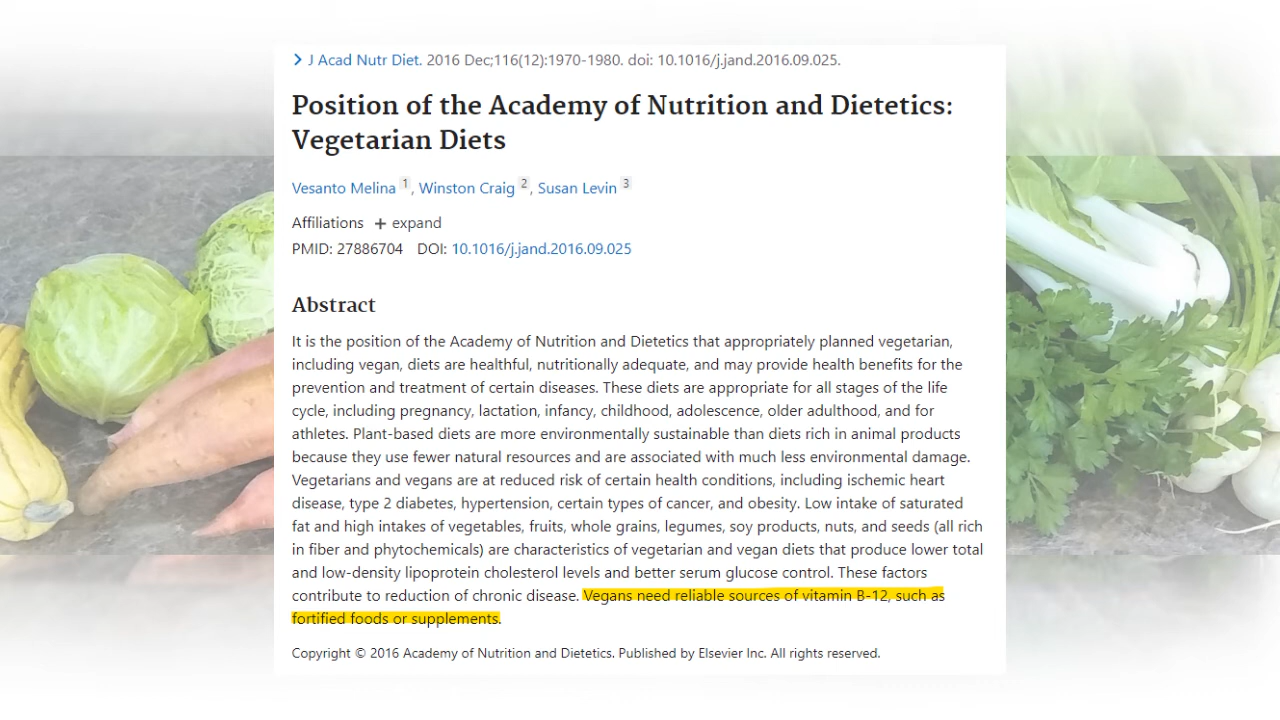 J Acad Nutr Diet. 2016 Dec;116(12):1970-1980. doi: 10.1016/j.jand.2016.09.025.
Position of the Academy of Nutrition and Dietetics:
Vegetarian Diets
Vesanto Melina 1, Winston Craig 2, Susan Levin 3
Affiliations + expand
PMID: 27886704 DOI: 10.1016/j.jand.2016.09.025
Abstract
It is the position of the Academy of Nutrition and Dietetics that appropriately planned vegetarian,
including vegan, diets are healthful, nutritionally adequate, and may provide health benefits for the
prevention and treatment of certain diseases. These diets are appropriate for all stages of the life
cycle, including pregnancy, lactation, infancy, childhood, adolescence, older adulthood, and for
athletes. Plant-based diets are more environmentally sustainable than diets rich in animal products
because they use fewer natural resources and are associated with much less environmental damage.
Vegetarians and vegans are at reduced risk of certain health conditions, including ischemic heart
disease, type 2 diabetes, hypertension, certain types of cancer, and obesity. Low intake of saturated
fat and high intakes of vegetables, fruits, whole grains, legumes, soy products, nuts, and seeds (all rich
in fiber and phytochemicals) are characteristics of vegetarian and vegan diets that produce lower total
and low-density lipoprotein cholesterol levels and better serum glucose control. These factors
contribute to reduction of chronic disease. Vegans need reliable sources of vitamin B-12, such as
fortified foods or supplements.
Copyright © 2016 Academy of Nutrition and Dietetics. Published by Elsevier Inc. All rights reserved.